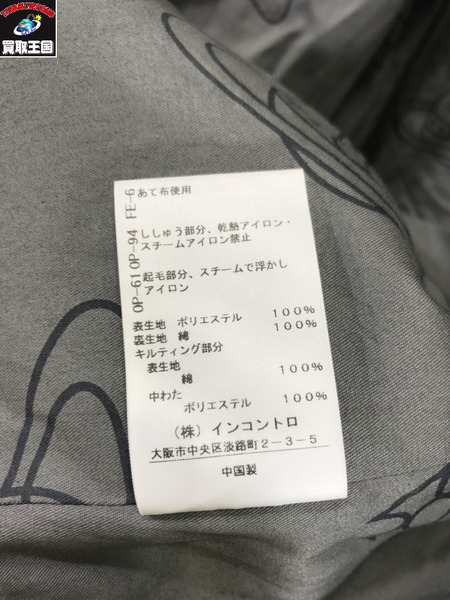 買取王国
FE-6
あて布使用
OP-94
ししゅう部分、乾熱アイロン・
スチームアイロン禁止
OP-61
起毛部分、スチームで浮かし
アイロン
表生地 ポリエステル 100%
裏生地 綿 100%
キルティング部分
表生地
綿 100%
中わた
ポリエステル 100%
(株)インコントロ
大阪市中央区淡路町2-3-5
中国製